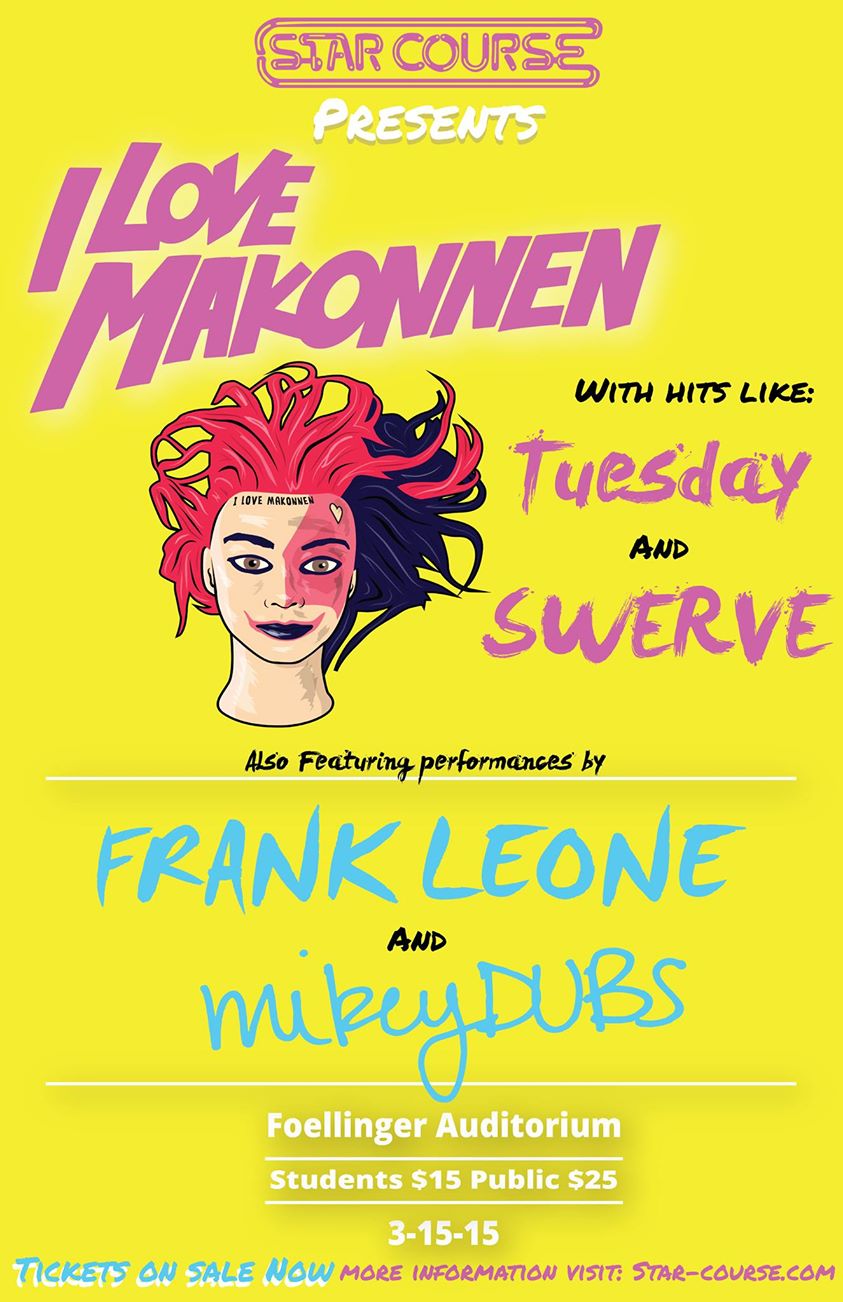 STAR COURSE
PRESENTS
I LOVE
MAKONNEN
WITH HITS LIKE:
Tuesday
AND
SWERVE
I LOVE MAKONNEN
Also Featuring performances by
FRANK LEONE
AND
mikeyDUBS
Foellinger Auditorium
Students $15 Public $25
3-15-15
TICKETS ON SALE NOW MORE INFORMATION VISIT: STAR-COURSE.COM